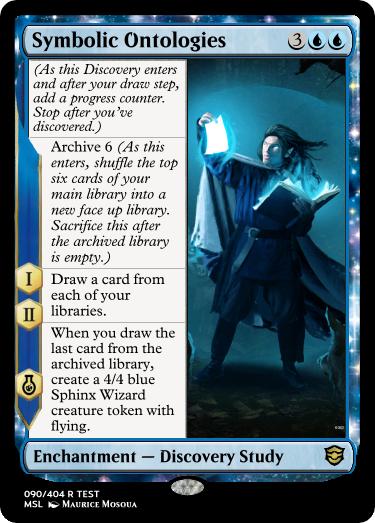 Symbolic Ontologies 3
(As this Discovery enters
and after your draw step,
add a progress counter.
Stop after you've
discovered.)
Archive 6 (As this
enters, shuffle the top
six cards of your
main library into a
new face up library.
Sacrifice this after
the archived library
is empty.)
I
II
Draw a card from
each of your
libraries.
When you draw the
last card from the
archived library,
create a 4/4 blue
Sphinx Wizard
creature token with
flying.
Enchantment — Discovery Study
090/404 R TEST
MSL Maurice Mosqua